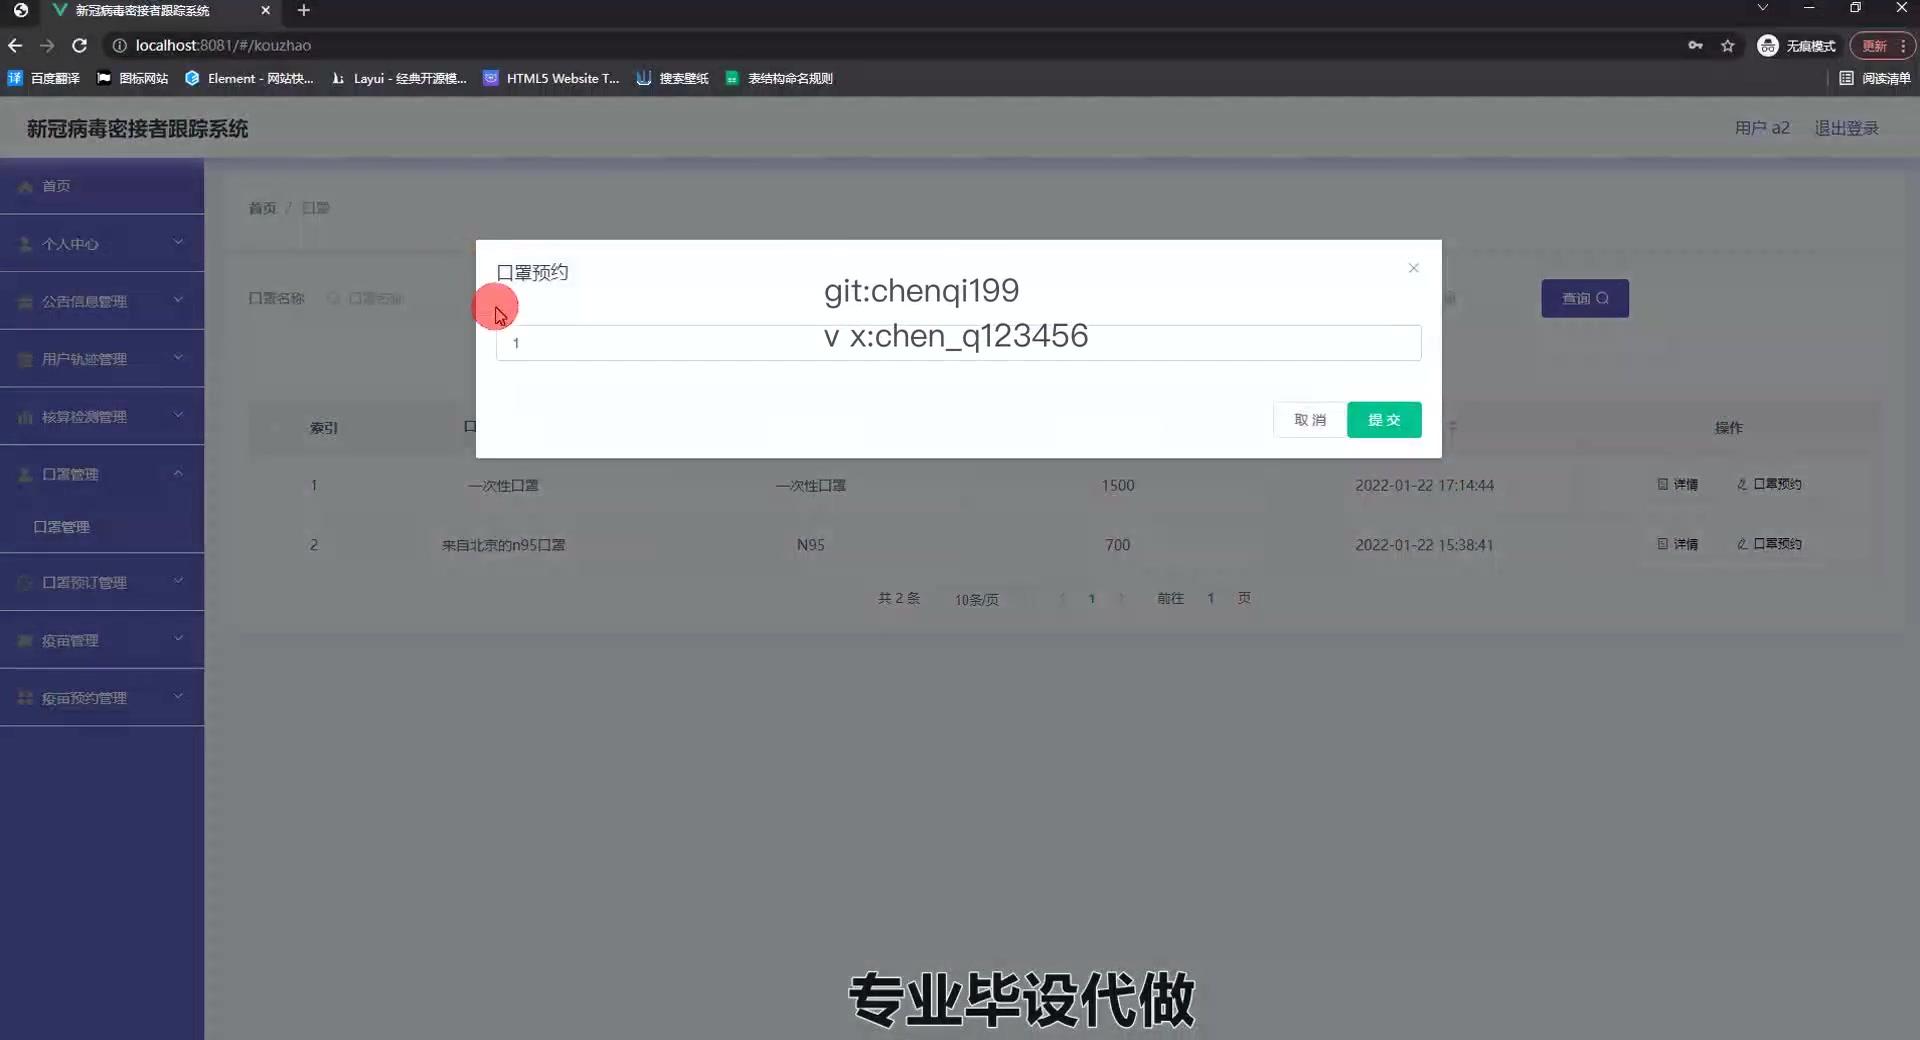 新冠病毒密接者跟踪系统
localhost:8081/#/kouzhao
无痕模式
更新
百度翻译
图标网站
Element - 网站快...
Layui - 经典开源模...
HTML5 Website T...
搜索壁纸
表结构命名规则
阅读清单
新冠病毒密接者跟踪系统
用户 a2
退出登录
首页
个人中心
公告信息管理
用户轨迹管理
核算检测管理
口罩管理
口罩管理
口罩预订管理
疫苗管理
疫苗预约管理
首页 / 口罩
口罩名称
口罩名称
查询
口罩预约
git:chenqi199
v x:chen_q123456
1
取 消
提 交
索引
操作
1 一次性口罩 一次性口罩 1500 2022-01-22 17:14:44 详情 口罩预约
2 来自北京的n95口罩 N95 700 2022-01-22 15:38:41 详情 口罩预约
共 2 条 10条/页 1 前往 1 页
专业毕设代做